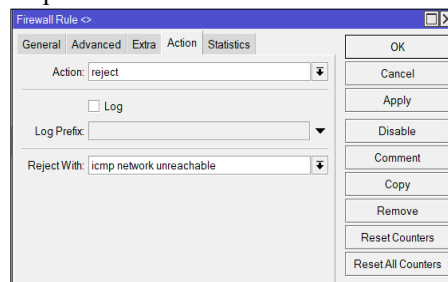 Firewall Rule <>
General Advanced Extra Action Statistics
Action: reject
Log
Log Prefix:
Reject With: icmp network unreachable
OK
Cancel
Apply
Disable
Comment
Copy
Remove
Reset Counters
Reset All Counters